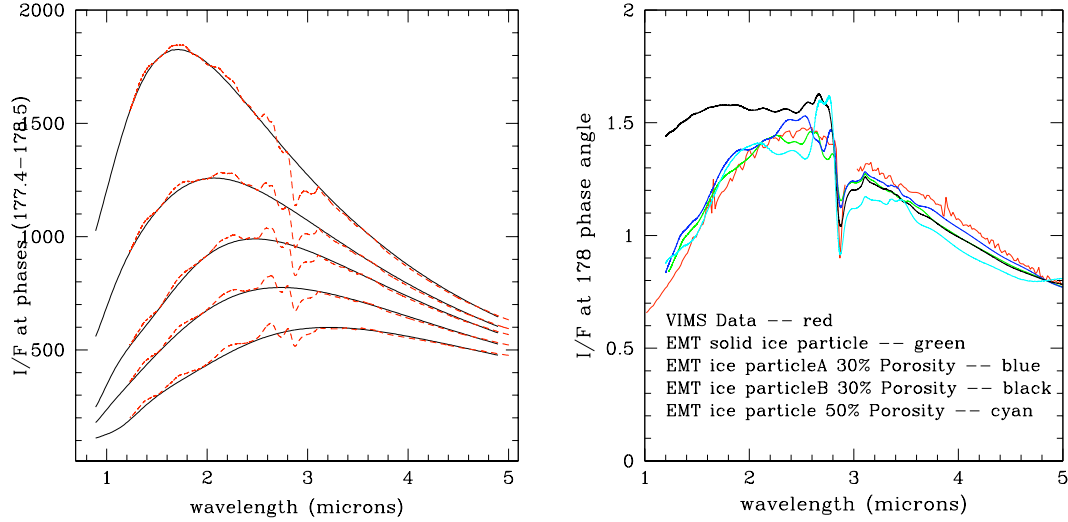 2000
1500
1000
500
1
2
3
4
5
I/F at phases (177.4-178.5)
wavelength (microns)
2
1.5
1
0.5
0
1
2
3
4
5
I/F at 178 phase angle
VIMS Data -- red
EMT solid ice particle -- green
EMT ice particleA 30% Porosity -- blue
EMT ice particleB 30% Porosity -- black
EMT ice particle 50% Porosity -- cyan
wavelength (microns)